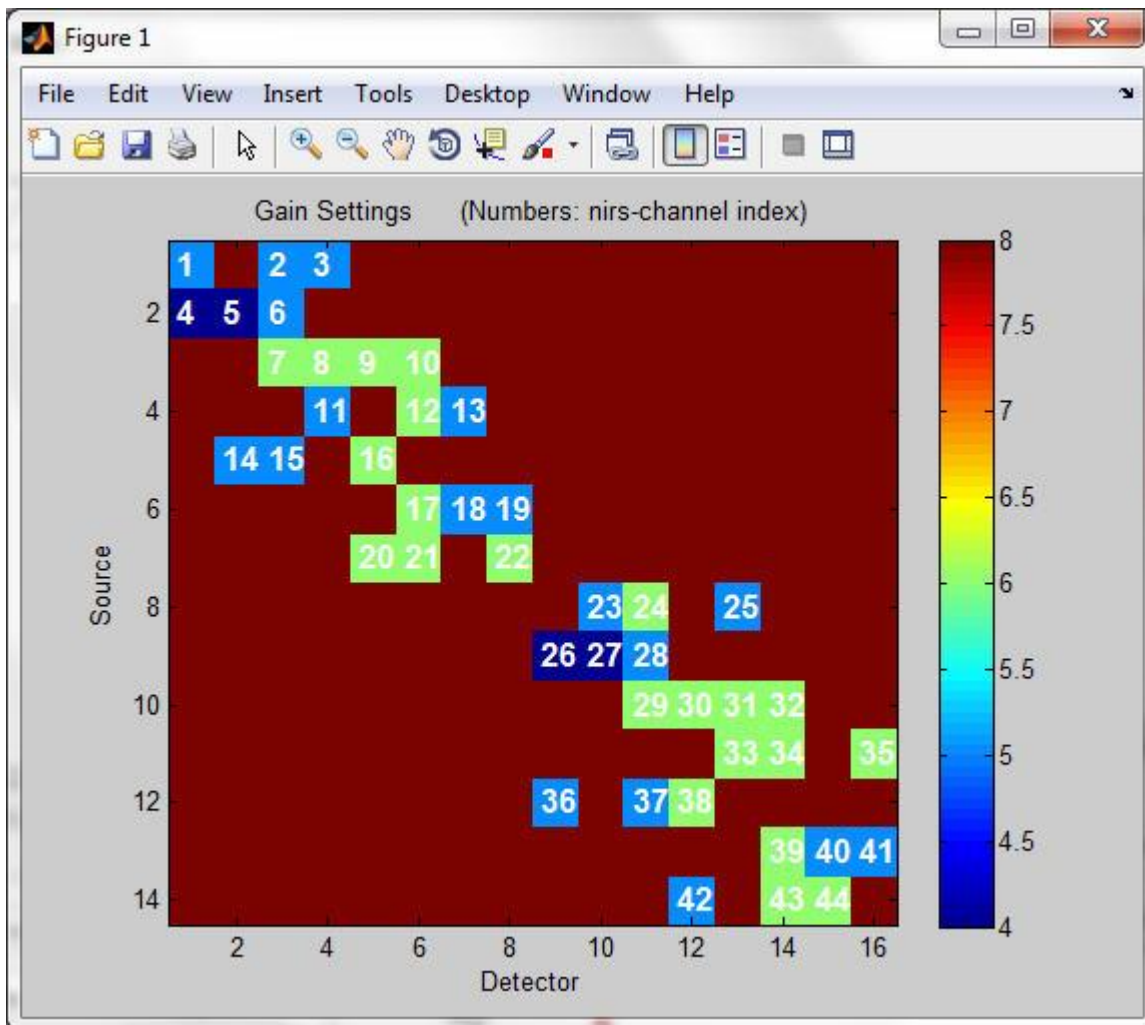 Figure 1
File Edit View Insert Tools Desktop Window Help
Gain Settings (Numbers: nirs-channel index)
1 2 3
2 4 5 6
7 8 9 10
4 11 12 13
14 15 16
6 17 18 19
20 21 22
8 23 24 25
26 27 28
10 29 30 31 32
33 34 35
12 36 37 38
39 40 41
14 42 43 44
Source
2 4 6 8 10 12 14 16
Detector
8
7.5
7
6.5
6
5.5
5
4.5
4